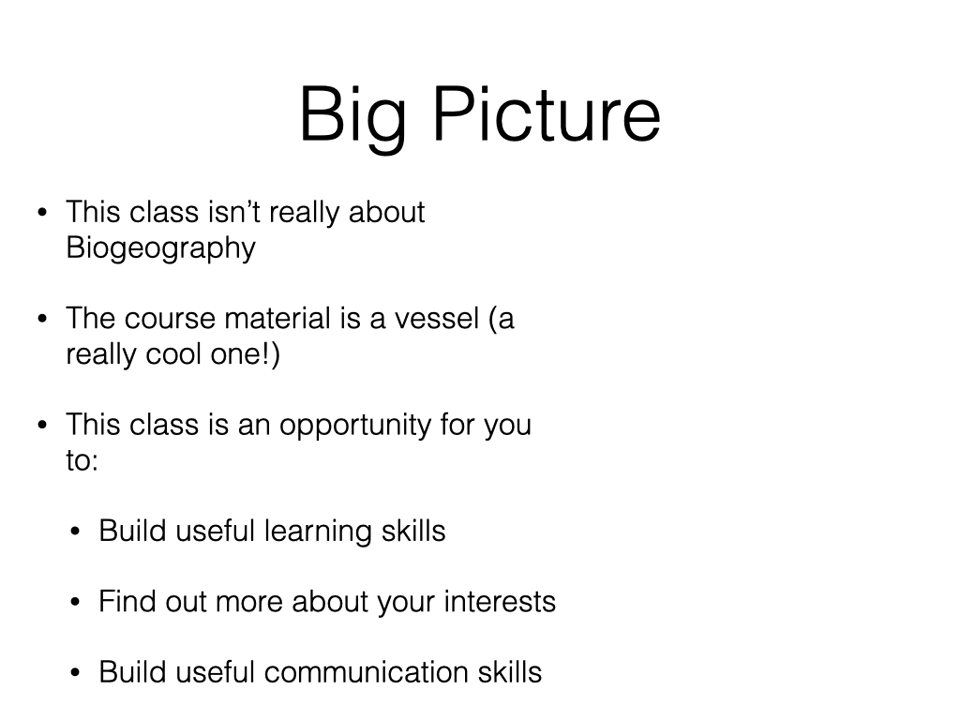 Big Picture
• This class isn’t really about
Biogeography
• The course material is a vessel (a
really cool one!)
• This class is an opportunity for you
to:
• Build useful learning skills
• Find out more about your interests
• Build useful communication skills